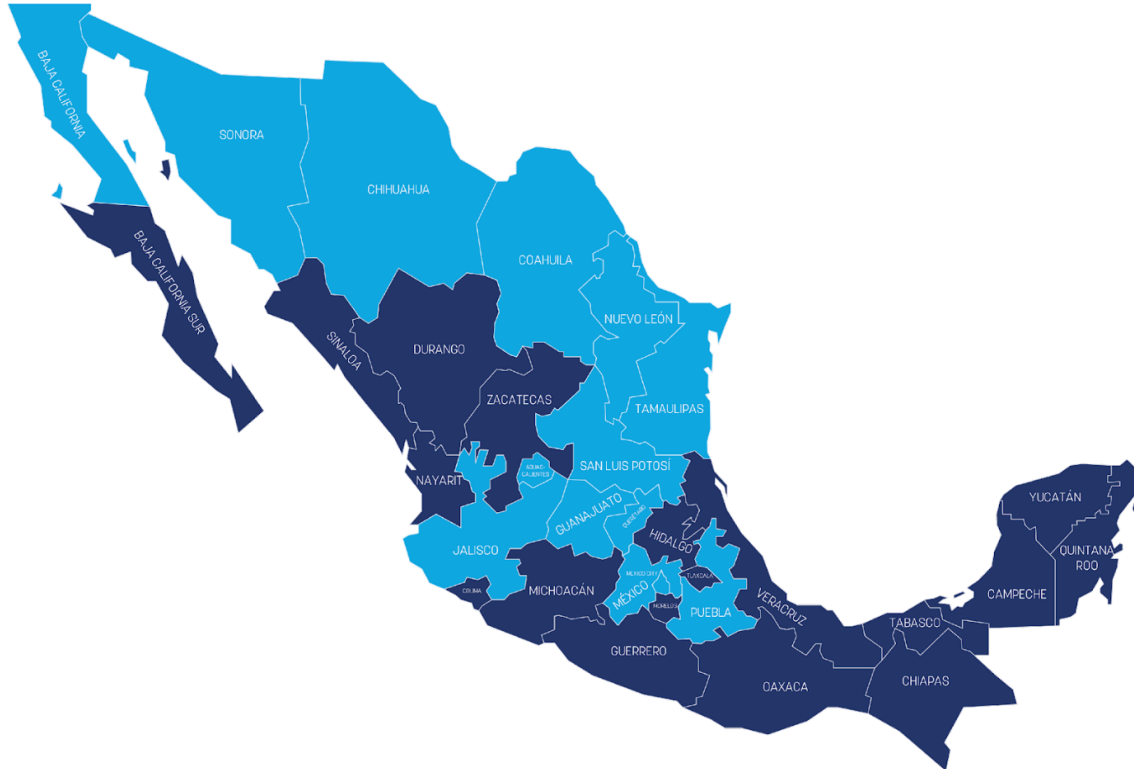 BAJA CALIFORNIA
SONORA
CHIHUAHUA
COAHUILA
BAJA CALIFORNIA SUR
NUEVO LEÓN
SINALOA
DURANGO
ZACATECAS
TAMAULIPAS
NAYARIT
AGUAS-
CALIENTES
SAN LUIS POTOSÍ
GUANAJUATO
QUERÉTARO
HIDALGO
JALISCO
COLIMA
MICHOACÁN
MEXICO CITY
MÉXICO
TLAXCALA
MORELOS
PUEBLA
VERACRUZ
GUERRERO
OAXACA
TABASCO
CHIAPAS
CAMPECHE
YUCATÁN
QUINTANA
ROO